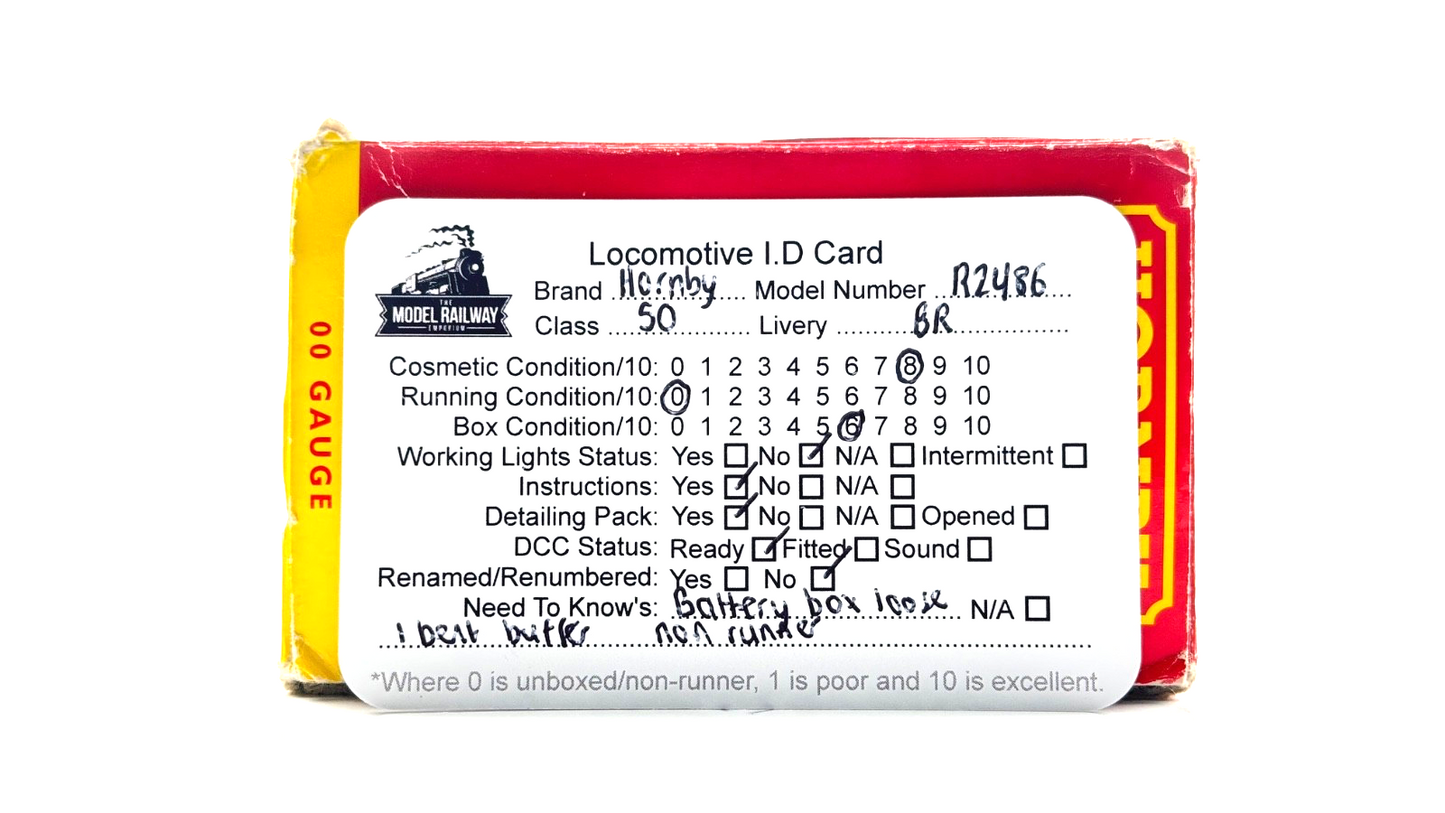 Locomotive I.D Card
THE
MODEL RAILWAY
EMPORIUM
Brand Hornby Model Number R2486
Class 50 Livery BR
Cosmetic Condition/10: 0 1 2 3 4 5 6 7 8 9 10
Running Condition/10: 0 1 2 3 4 5 6 7 8 9 10
Box Condition/10: 0 1 2 3 4 5 6 7 8 9 10
Working Lights Status: Yes No N/A Intermittent
Instructions: Yes No N/A
Detailing Pack: Yes No N/A Opened
DCC Status: Ready Fitted Sound
Renamed/Renumbered: Yes No
Need To Know's: Battery box loose N/A
1 bent buffer non runner
*Where 0 is unboxed/non-runner, 1 is poor and 10 is excellent.
00 GAUGE
HORNBY